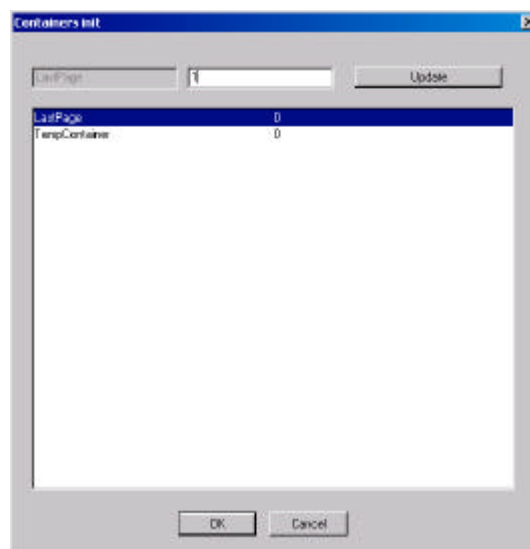 Containers init
LastPage 1 Update
LastPage 0
TempContainer 0
OK Cancel